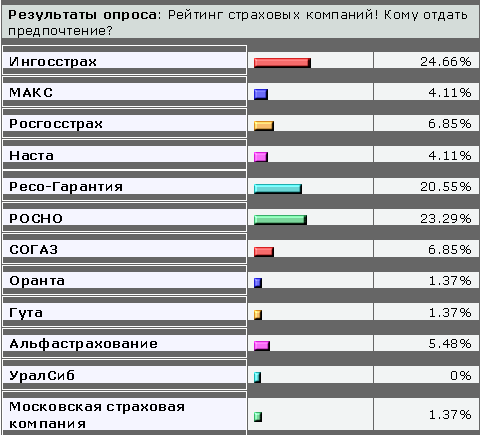 Результаты опроса: Рейтинг страховых компаний! Кому отдать
предпочтение?
Ингосстрах 24.66%
МАКС 4.11%
Росгосстрах 6.85%
Наста 4.11%
Ресо-Гарантия 20.55%
РОСНО 23.29%
СОГАЗ 6.85%
Оранта 1.37%
Гута 1.37%
Альфастрахование 5.48%
УралСиб 0%
Московская страховая
компания 1.37%